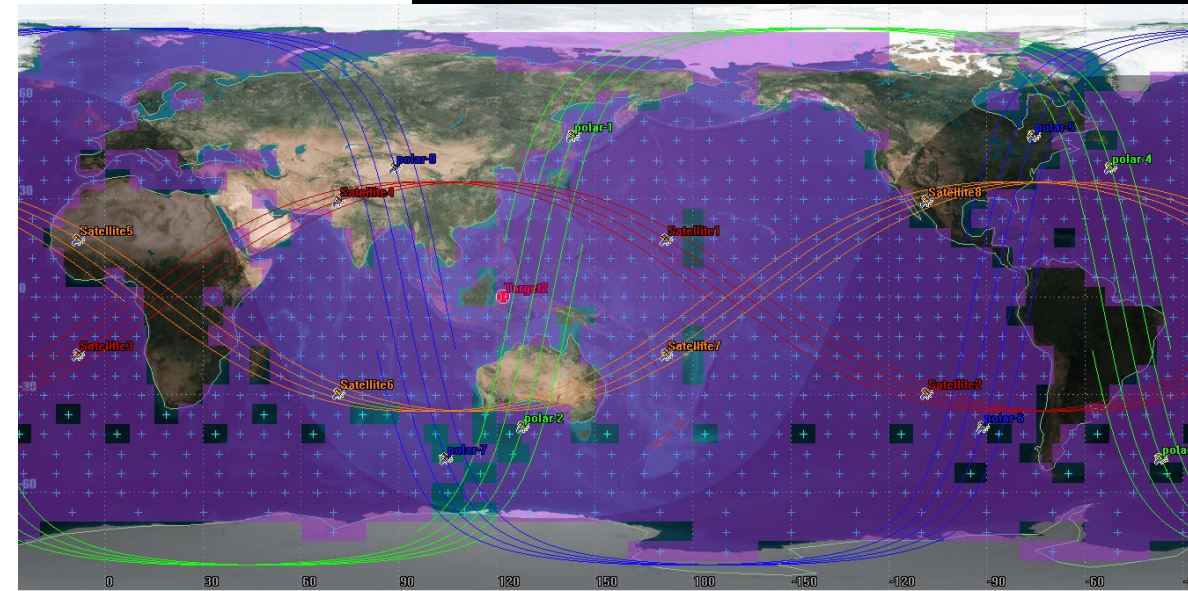 60
polar-1
polar-5
polar-8
polar-4
30
Satellite4
Satellite8
Satellite5
Satellite1
0
Target2
Satellite3
Satellite7
-30
Satellite6
Satellite2
polar-2
polar-6
polar-7
pola
-60
0 30 60 90 120 150 180 -150 -120 -90 -60